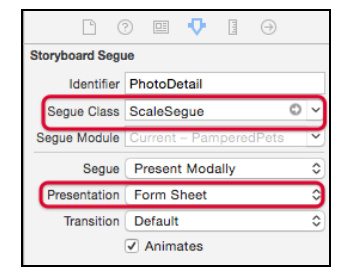 Storyboard Segue
Identifier PhotoDetail
Segue Class ScaleSegue
Segue Module Current – PamperedPets
Segue Present Modally
Presentation Form Sheet
Transition Default
Animates